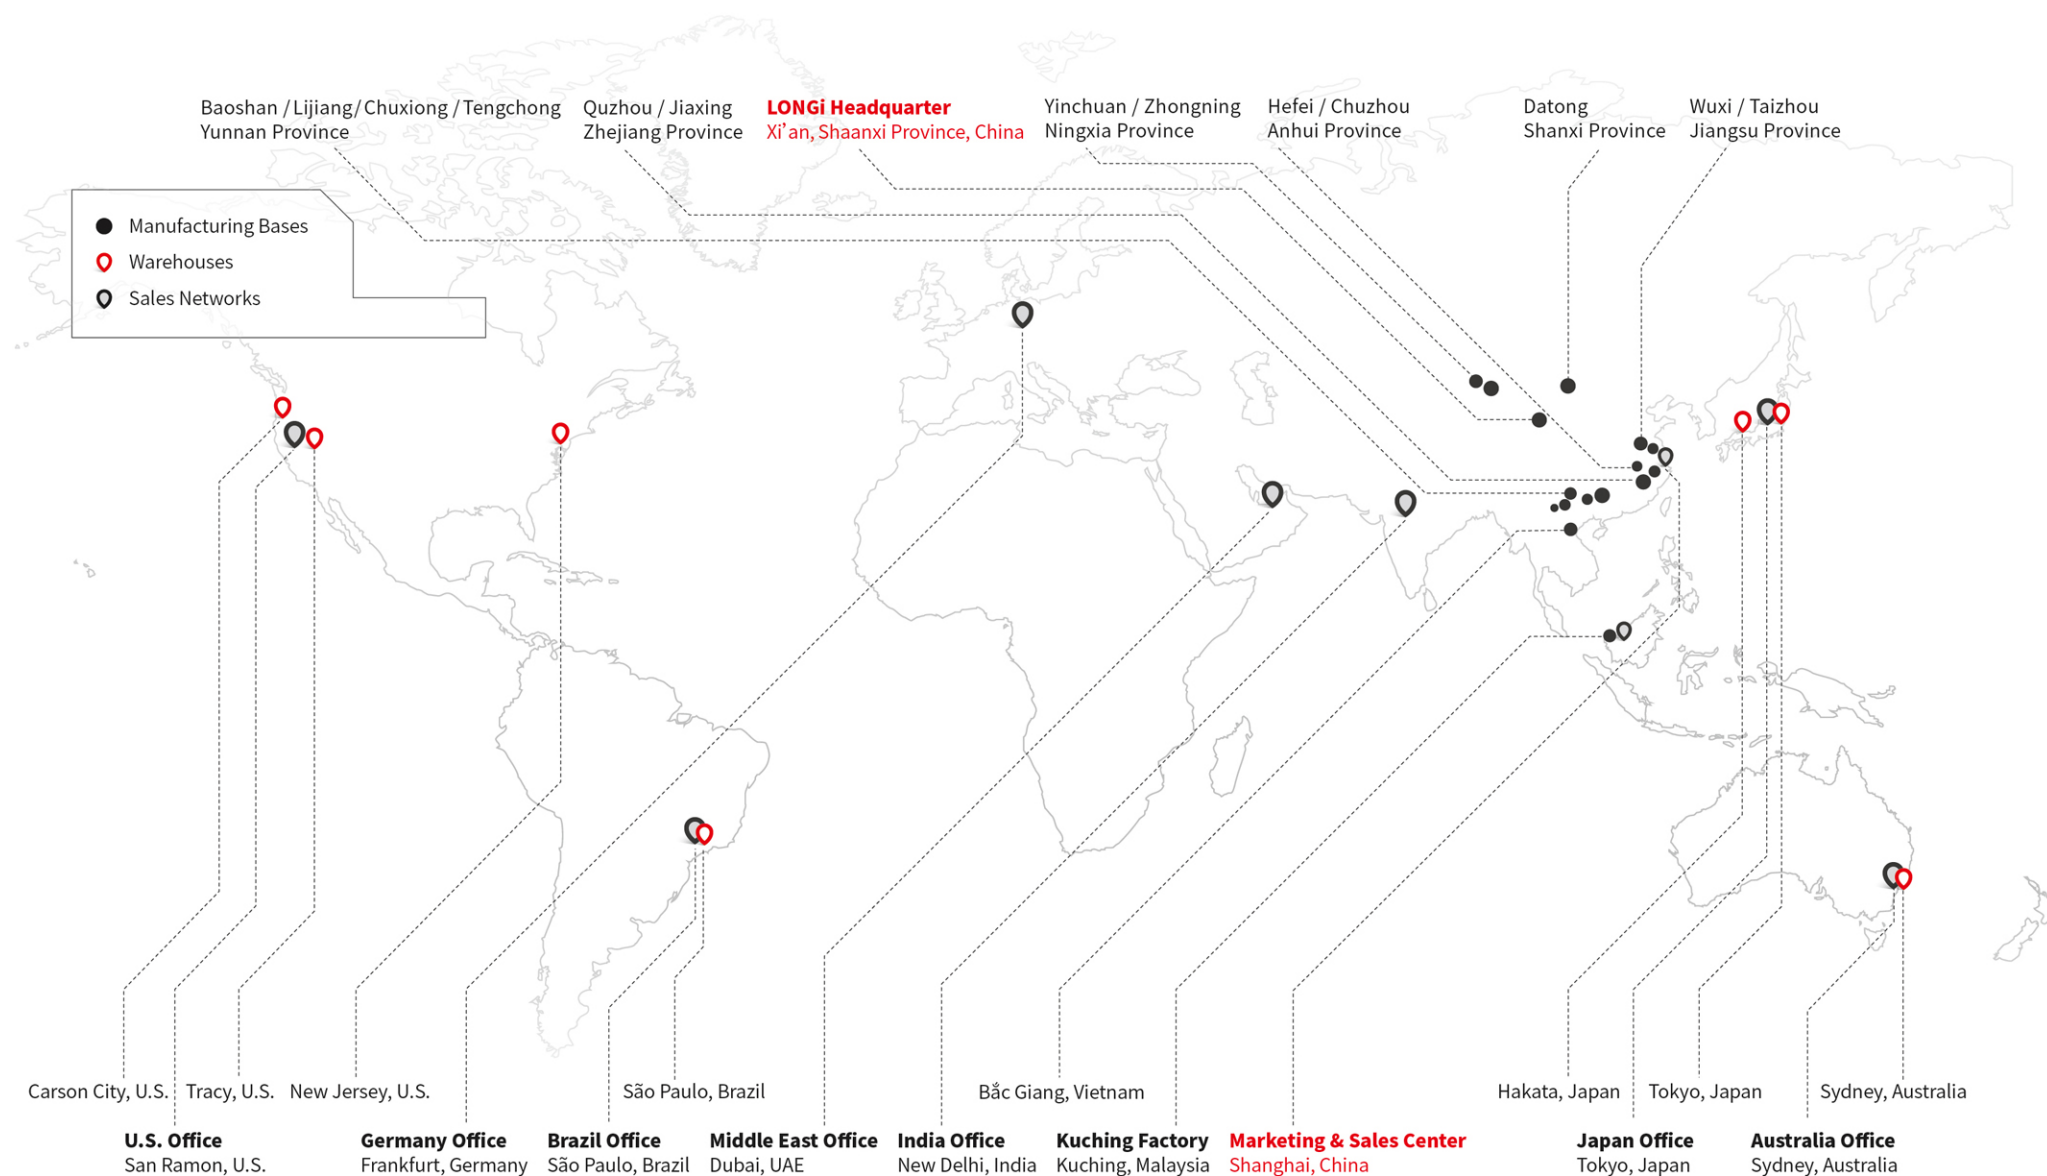 Baoshan / Lijiang / Chuxiong / Tengchong
Yunnan Province
Quzhou / Jiaxing
Zhejiang Province
LONGi Headquarter
Xi'an, Shaanxi Province, China
Yinchuan / Zhongning
Ningxia Province
Hefei / Chuzhou
Anhui Province
Datong
Shanxi Province
Wuxi / Taizhou
Jiangsu Province
Manufacturing Bases
Warehouses
Sales Networks
Carson City, U.S.
Tracy, U.S.
New Jersey, U.S.
São Paulo, Brazil
Bắc Giang, Vietnam
Hakata, Japan
Tokyo, Japan
Sydney, Australia
U.S. Office
San Ramon, U.S.
Germany Office
Frankfurt, Germany
Brazil Office
São Paulo, Brazil
Middle East Office
Dubai, UAE
India Office
New Delhi, India
Kuching Factory
Kuching, Malaysia
Marketing & Sales Center
Shanghai, China
Japan Office
Tokyo, Japan
Australia Office
Sydney, Australia